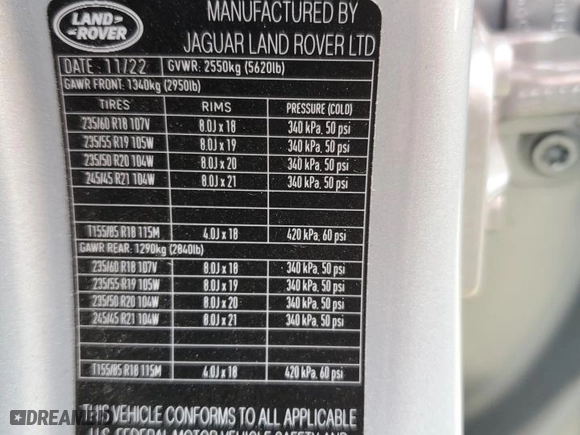 LAND
ROVER
MANUFACTURED BY
JAGUAR LAND ROVER LTD
DATE : 11/22 GVWR: 2550kg (5620lb)
GAWR FRONT: 1340kg (2950lb)
TIRES RIMS PRESSURE (COLD)
235/60 R18 107V 8.0J x 18 340 kPa, 50 psi
235/55 R19 105W 8.0J x 19 340 kPa, 50 psi
235/50 R20 104W 8.0J x 20 340 kPa, 50 psi
245/45 R21 104W 8.0J x 21 340 kPa, 50 psi
T155/85 R18 115M 4.0J x 18 420 kPa, 60 psi
GAWR REAR: 1290kg (2840lb)
235/60 R18 107V 8.0J x 18 340 kPa, 50 psi
235/55 R19 105W 8.0J x 19 340 kPa, 50 psi
235/50 R20 104W 8.0J x 20 340 kPa, 50 psi
245/45 R21 104W 8.0J x 21 340 kPa, 50 psi
T155/85 R18 115M 4.0J x 18 420 kPa, 60 psi
THIS VEHICLE CONFORMS TO ALL APPLICABLE
U.S. FEDERAL MOTOR VEHICLE SAFETY AND